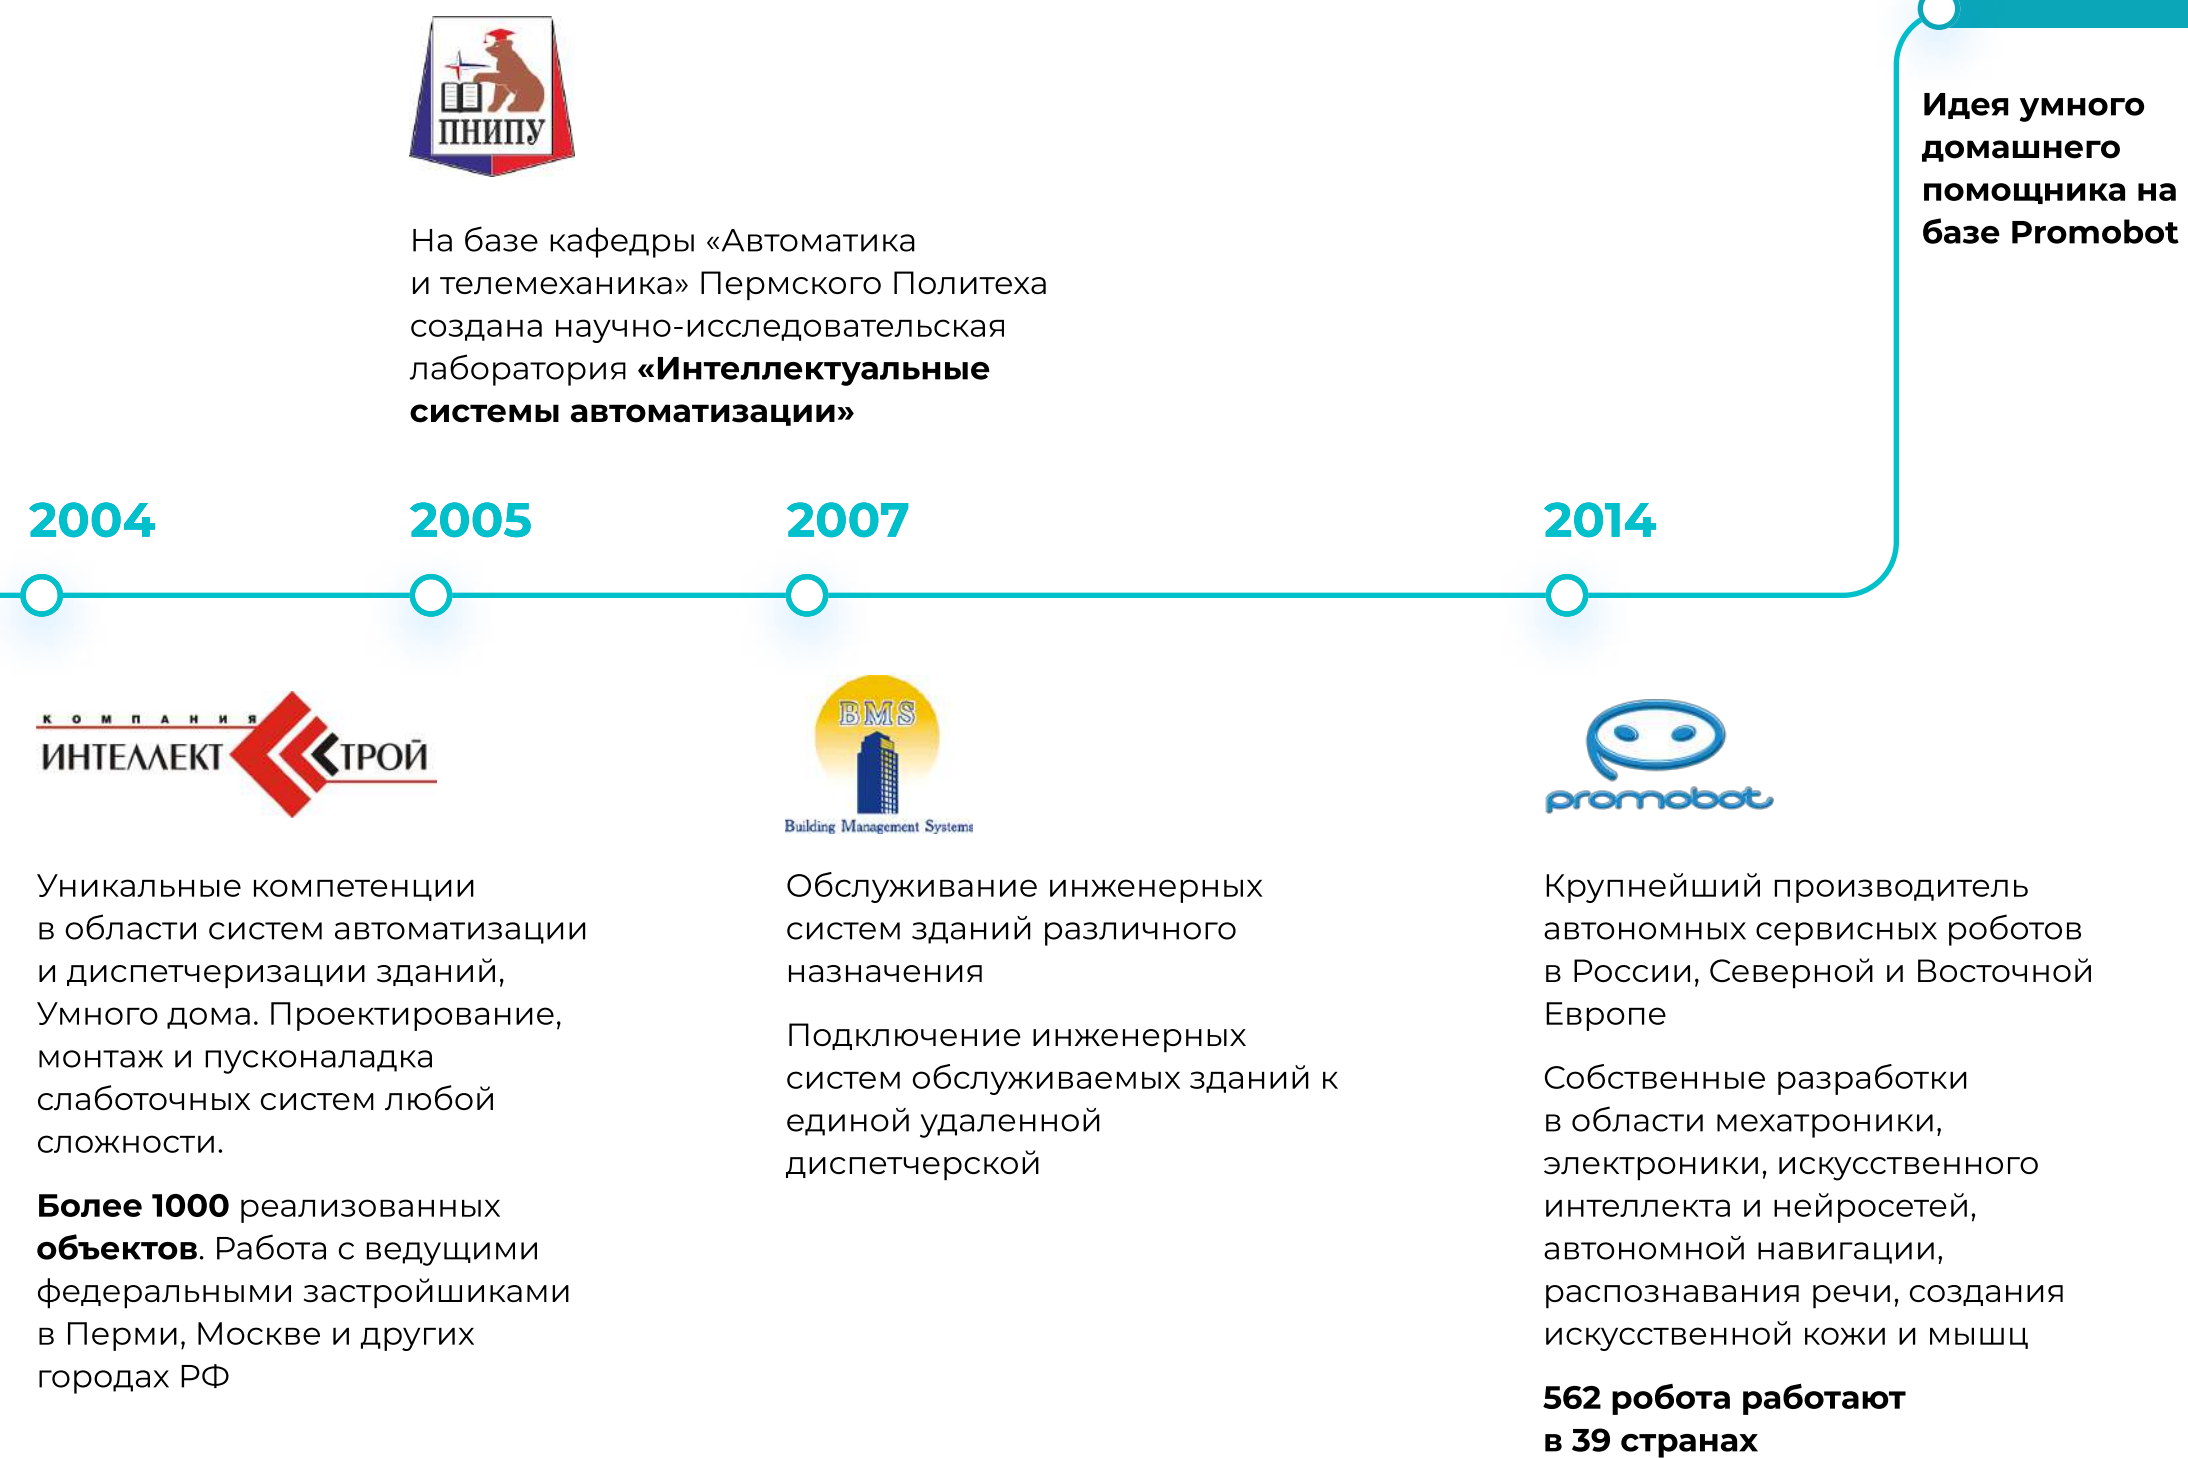 ПНИПУ
На базе кафедры «Автоматика
и телемеханика» Пермского Политеха
создана научно-исследовательская
лаборатория «Интеллектуальные
системы автоматизации»
Идея умного
домашнего
помощника на
базе Promobot
2004
2005
2007
2014
КОМПАНИЯ
ИНТЕЛЛЕКТ СТРОЙ
Уникальные компетенции
в области систем автоматизации
и диспетчеризации зданий,
Умного дома. Проектирование,
монтаж и пусконаладка
слаботочных систем любой
сложности.
Более 1000 реализованных
объектов. Работа с ведущими
федеральными застройшиками
в Перми, Москве и других
городах РФ
BMS
Building Management Systems
Обслуживание инженерных
систем зданий различного
назначения
Подключение инженерных
систем обслуживаемых зданий к
единой удаленной
диспетчерской
promobot
Крупнейший производитель
автономных сервисных роботов
в России, Северной и Восточной
Европе
Собственные разработки
в области мехатроники,
электроники, искусственного
интеллекта и нейросетей,
автономной навигации,
распознавания речи, создания
искусственной кожи и мышц
562 робота работают
в 39 странах